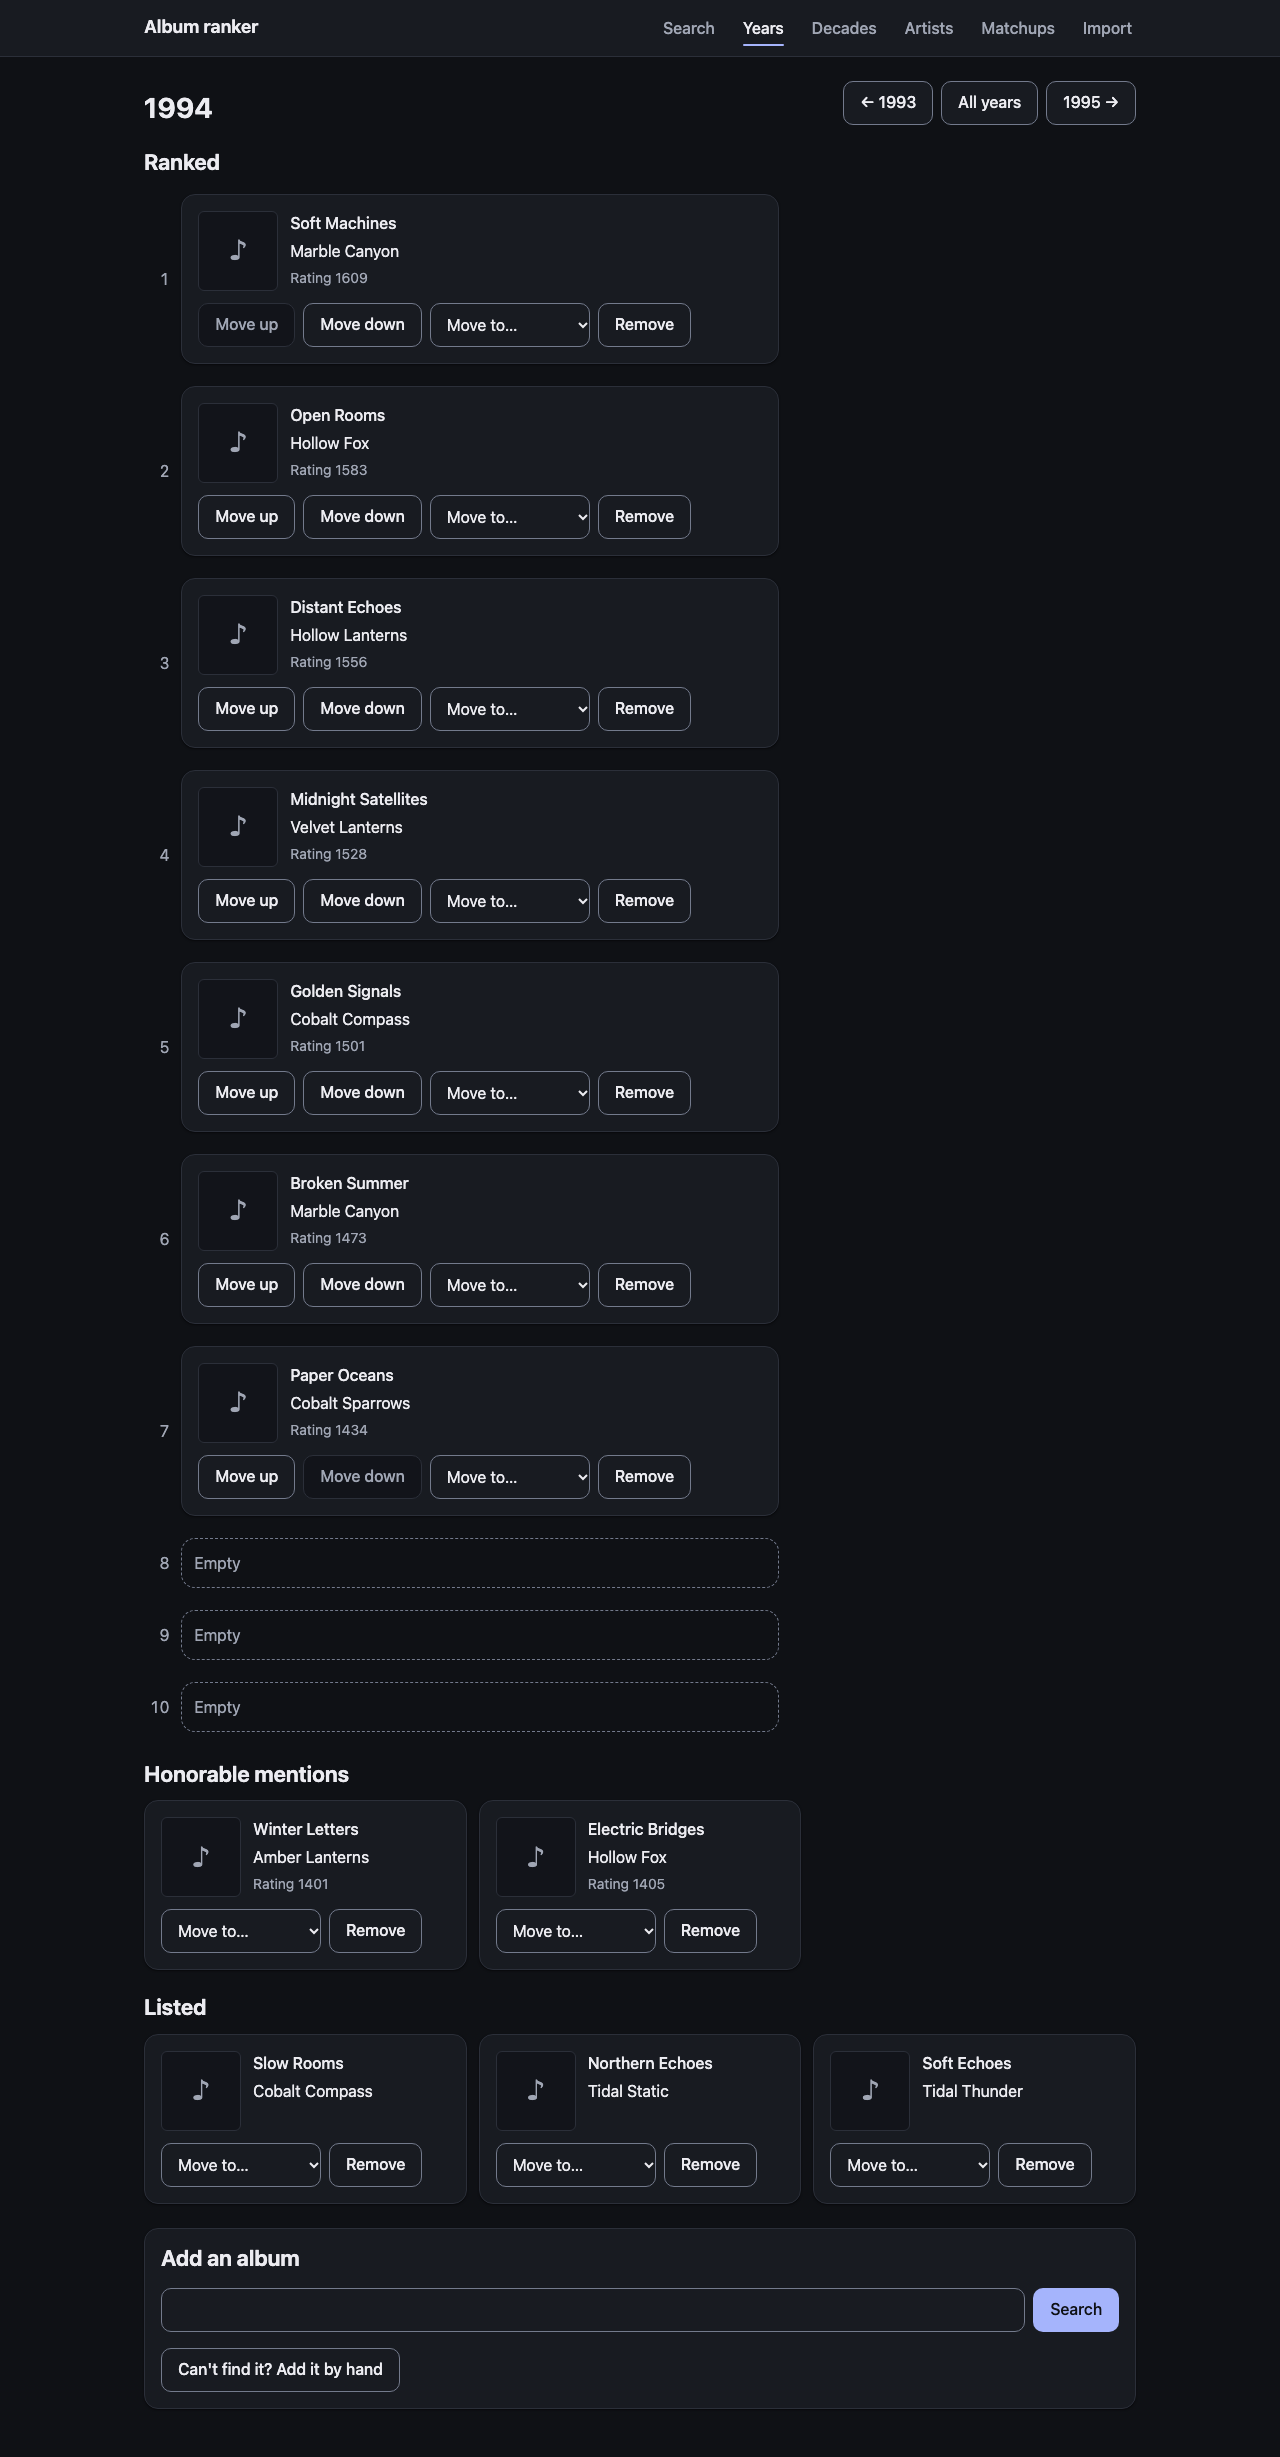 Album ranker
Search Years Decades Artists Matchups Import
1994
← 1993 All years 1995 →
Ranked
1
Soft Machines
Marble Canyon
Rating 1609
Move up Move down Move to... Remove
2
Open Rooms
Hollow Fox
Rating 1583
Move up Move down Move to... Remove
3
Distant Echoes
Hollow Lanterns
Rating 1556
Move up Move down Move to... Remove
4
Midnight Satellites
Velvet Lanterns
Rating 1528
Move up Move down Move to... Remove
5
Golden Signals
Cobalt Compass
Rating 1501
Move up Move down Move to... Remove
6
Broken Summer
Marble Canyon
Rating 1473
Move up Move down Move to... Remove
7
Paper Oceans
Cobalt Sparrows
Rating 1434
Move up Move down Move to... Remove
8 Empty
9 Empty
10 Empty
Honorable mentions
Winter Letters
Amber Lanterns
Rating 1401
Move to... Remove
Electric Bridges
Hollow Fox
Rating 1405
Move to... Remove
Listed
Slow Rooms
Cobalt Compass
Move to... Remove
Northern Echoes
Tidal Static
Move to... Remove
Soft Echoes
Tidal Thunder
Move to... Remove
Add an album
Search
Can't find it? Add it by hand